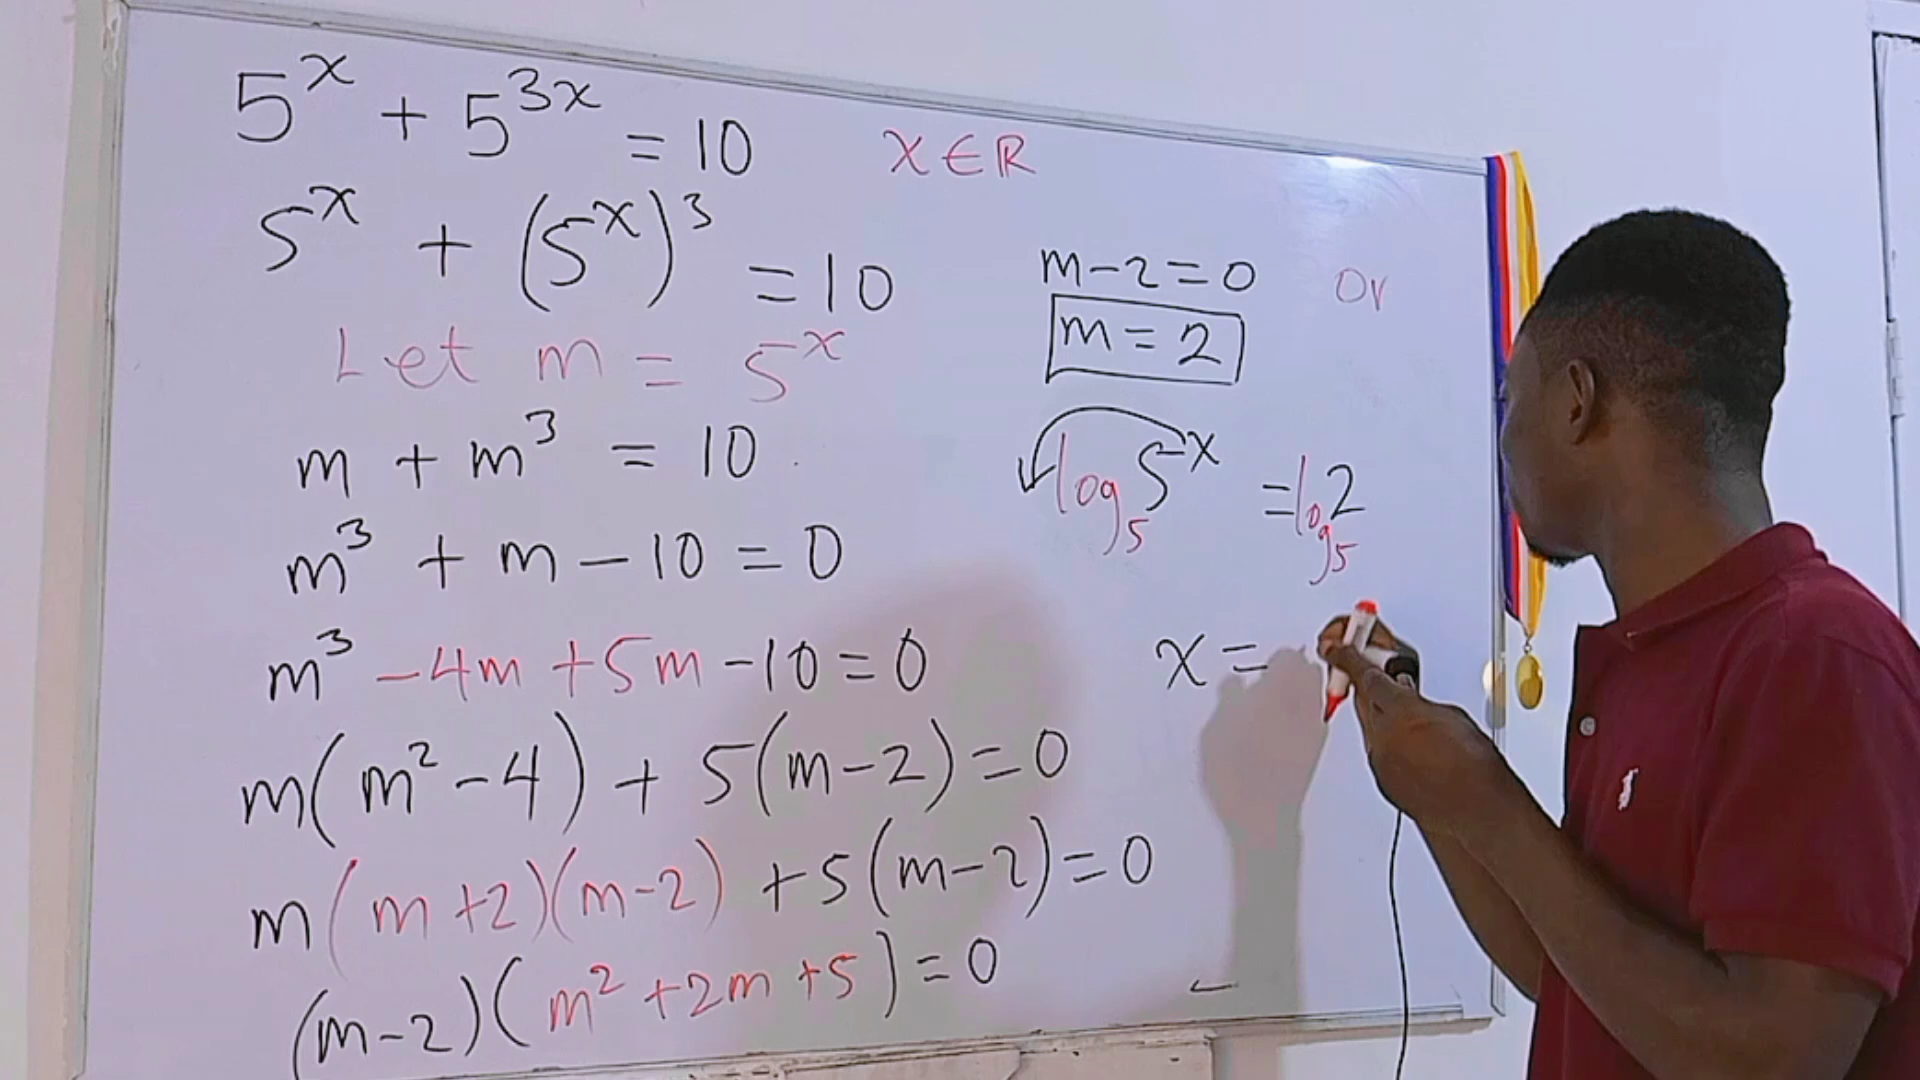 5^x + 5^{3x} = 10
x ∈ R
5^x + (5^x)^3 = 10
Let m = 5^x
m + m^3 = 10
m^3 + m - 10 = 0
m^3 - 4m + 5m - 10 = 0
m(m^2 - 4) + 5(m - 2) = 0
m(m + 2)(m - 2) + 5(m - 2) = 0
(m - 2)(m^2 + 2m + 5) = 0
m - 2 = 0 Or
m = 2
log_5 5^x = log_5 2
x =